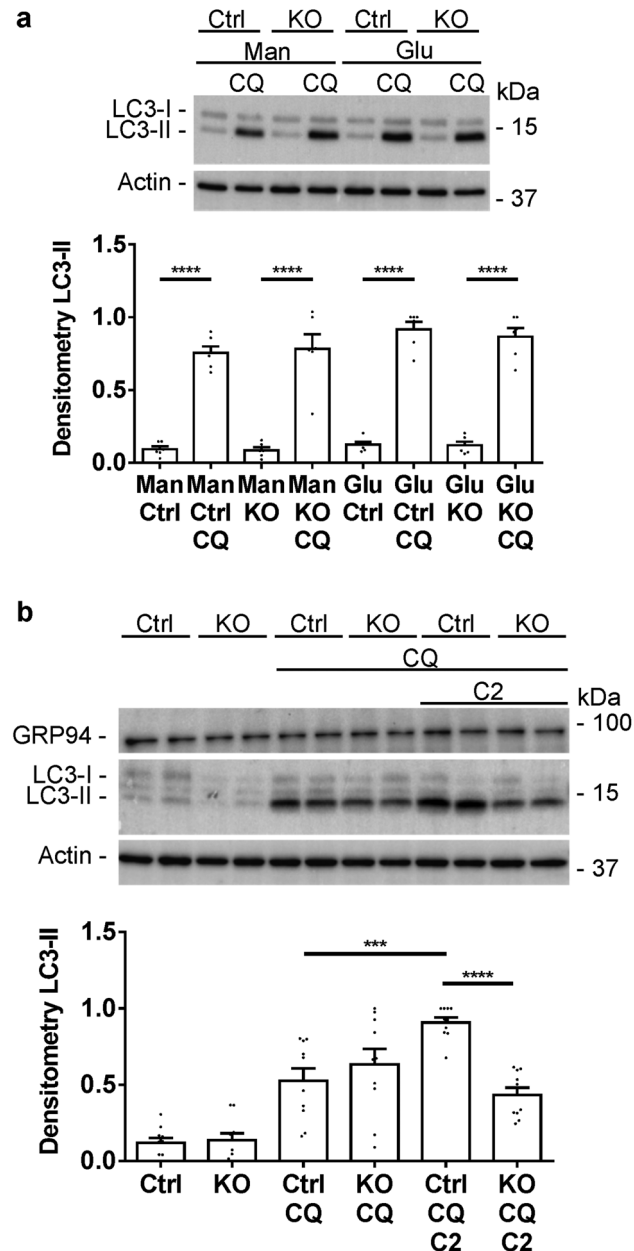 a
Ctrl KO Ctrl KO
Man Glu
CQ CQ CQ CQ kDa
LC3-I -
LC3-II - - 15
Actin -
- 37
Densitometry LC3-II
1.5
1.0
0.5
0.0
**** **** **** ****
Man Man Man Man Glu Glu Glu Glu
Ctrl Ctrl KO KO Ctrl Ctrl KO KO
CQ CQ CQ CQ
b
Ctrl KO Ctrl KO Ctrl KO
CQ
C2 kDa
- 100
GRP94 -
LC3-I -
LC3-II - - 15
Actin -
- 37
Densitometry LC3-II
1.5
1.0
0.5
0.0
*** ****
Ctrl KO Ctrl KO Ctrl KO
CQ CQ CQ CQ
C2 C2